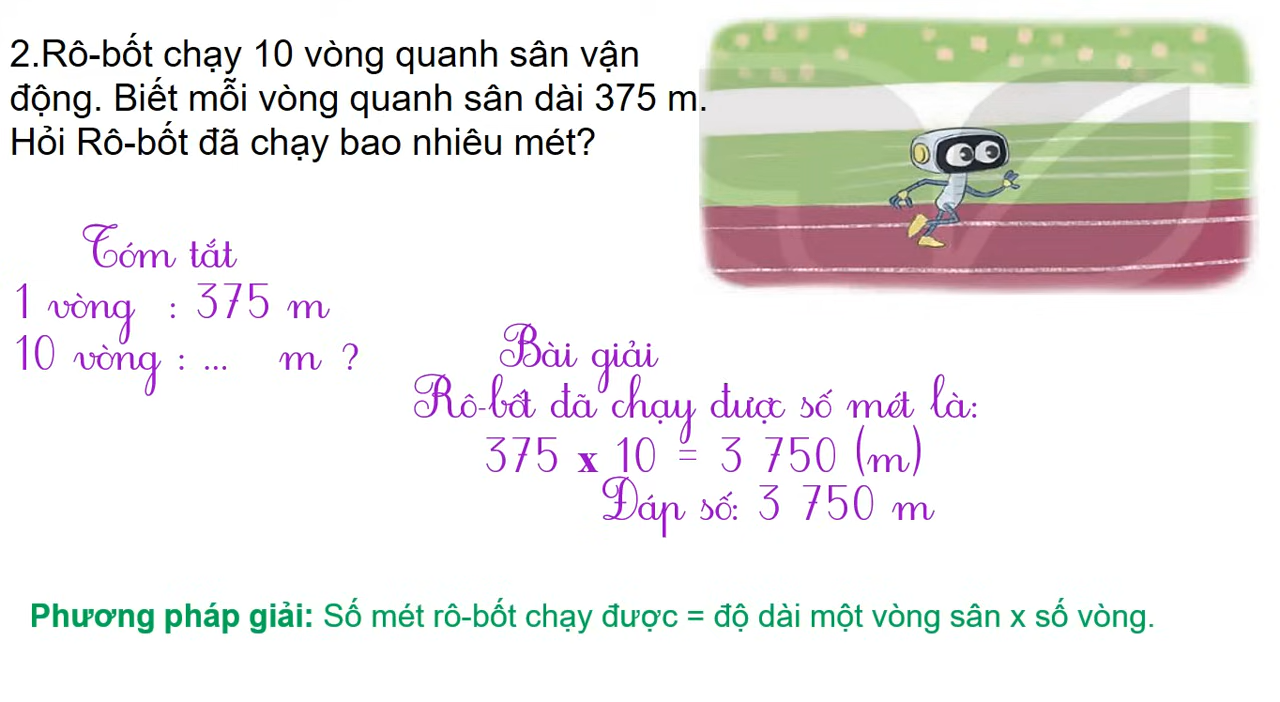 2.Rô-bốt chạy 10 vòng quanh sân vận
động. Biết mỗi vòng quanh sân dài 375 m.
Hỏi Rô-bốt đã chạy bao nhiêu mét?
Tóm tắt
1 vòng : 375 m
10 vòng : ... m ?
Bài giải
Rô-bốt đã chạy được số mét là:
375 x 10 = 3 750 (m)
Đáp số: 3 750 m
Phương pháp giải: Số mét rô-bốt chạy được = độ dài một vòng sân x số vòng.